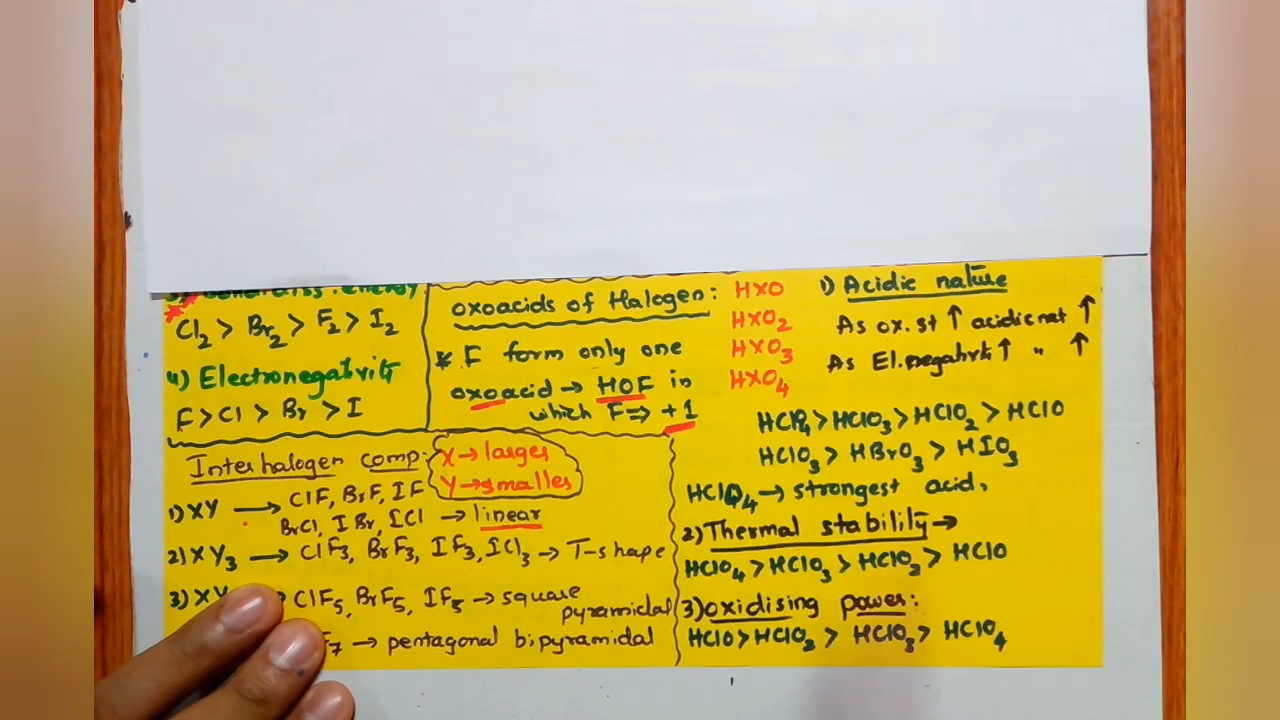 Cl2 > Br2 > F2 > I2
4) Electronegativity
F > Cl > Br > I
oxoacids of Halogen:
* F form only one
oxoacid → HOF in
which F ⇒ +1
HXO
HXO2
HXO3
HXO4
1) Acidic nature
As ox.st ↑ acidic nat ↑
As El.negativiti ↑ " ↑
HClO4 > HClO3 > HClO2 > HClO
HClO3 > HBrO3 > HIO3
HClO4 → strongest acid.
2) Thermal stability →
HClO4 > HClO3 > HClO2 > HClO
3) oxidising power:
HClO > HClO2 > HClO3 > HClO4
Interhalogen comp:
X → larger
Y → smaller
1) XY → ClF, BrF, IF
BrCl, IBr, ICl → linear
2) XY3 → ClF3, BrF3, IF3, ICl3 → T-shape
3) XY ClF5, BrF5, IF5 → square
pyramidal
F7 → pentagonal bipyramidal